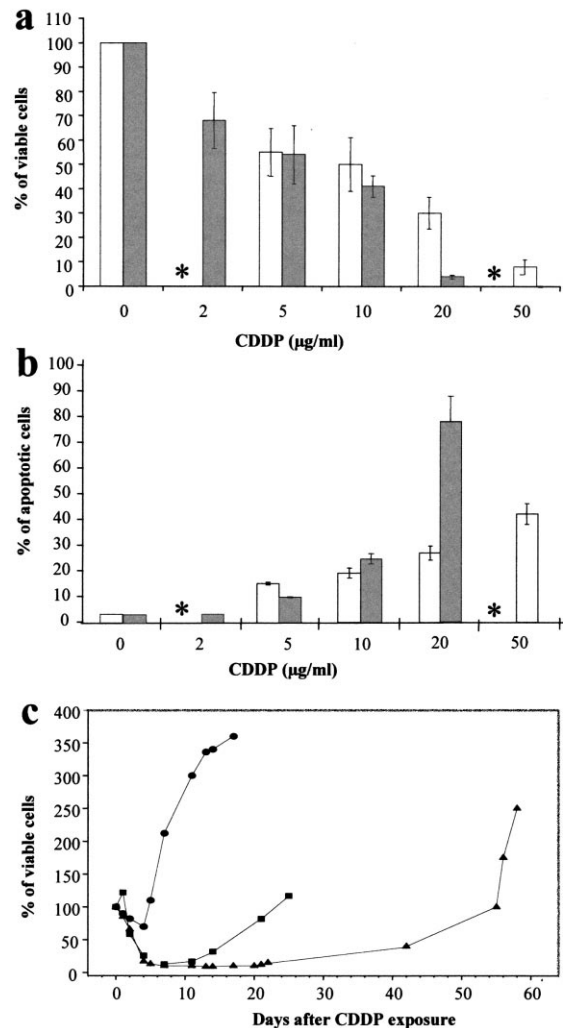 a
110
100
90
80
70
60
50
40
30
20
10
0
% of viable cells
* *
0 2 5 10 20 50
CDDP (µg/ml)
b
100
90
80
70
60
50
40
30
20
10
0
% of apoptotic cells
* *
0 2 5 10 20 50
CDDP (µg/ml)
c
400
350
300
250
200
150
100
50
0
% of viable cells
0 10 20 30 40 50 60
Days after CDDP exposure